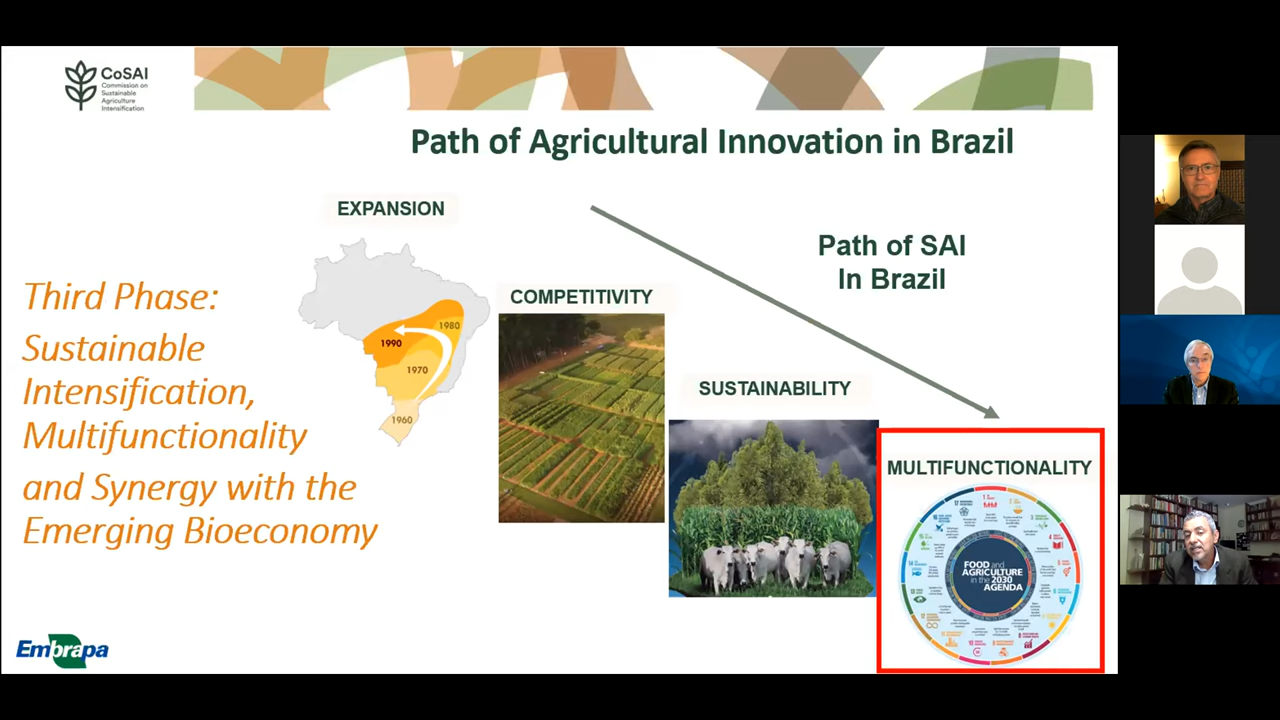 CoSAI
Commission on
Sustainable
Agriculture
Intensification
Path of Agricultural Innovation in Brazil
EXPANSION
Path of SAI
In Brazil
Third Phase:
Sustainable
Intensification,
Multifunctionality
and Synergy with the
Emerging Bioeconomy
1980
1990
1970
1960
COMPETITIVITY
SUSTAINABILITY
MULTIFUNCTIONALITY
FOOD and
AGRICULTURE
in the 2030
AGENDA
Embrapa